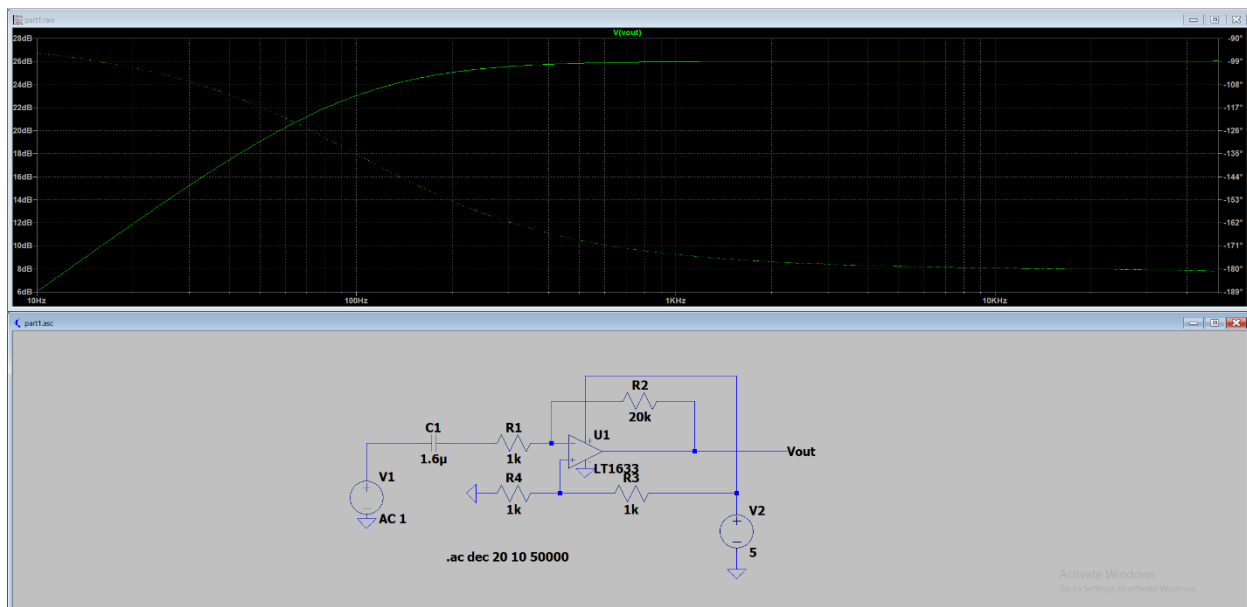 part1.raw
V(vout)
28dB
26dB
24dB
22dB
20dB
18dB
16dB
14dB
12dB
10dB
8dB
6dB
-90°
-99°
-108°
-117°
-126°
-135°
-144°
-153°
-162°
-171°
-180°
-189°
10Hz 100Hz 1KHz 10KHz
part1.asc
R2
20k
C1
1.6µ
R1
1k
U1
LT1633
Vout
V1
AC 1
R4
1k
R3
1k
V2
5
.ac dec 20 10 50000
Activate Windows
Go to Settings to activate Windows.